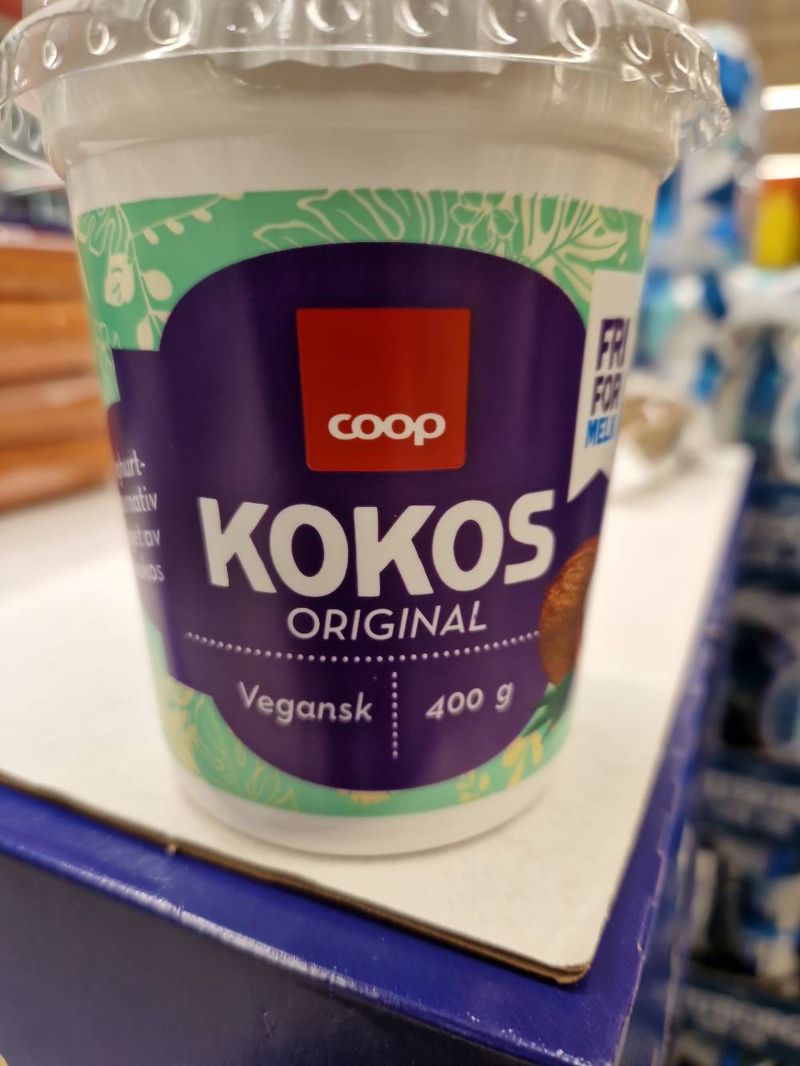 coop
KOKOS
ORIGINAL
Vegansk
400 g
FRI
FOR
MELK